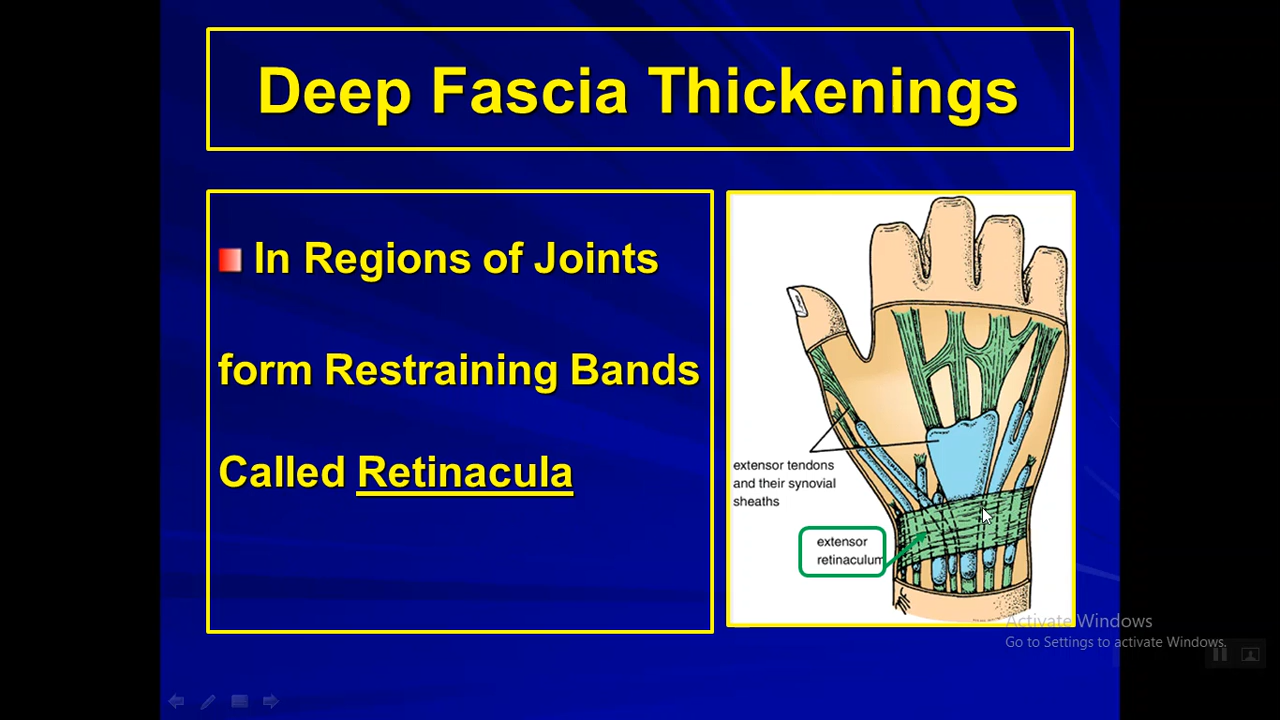 Deep Fascia Thickenings
In Regions of Joints
form Restraining Bands
Called Retinacula
extensor tendons
and their synovial
sheaths
extensor
retinaculum
Activate Windows
Go to Settings to activate Windows.